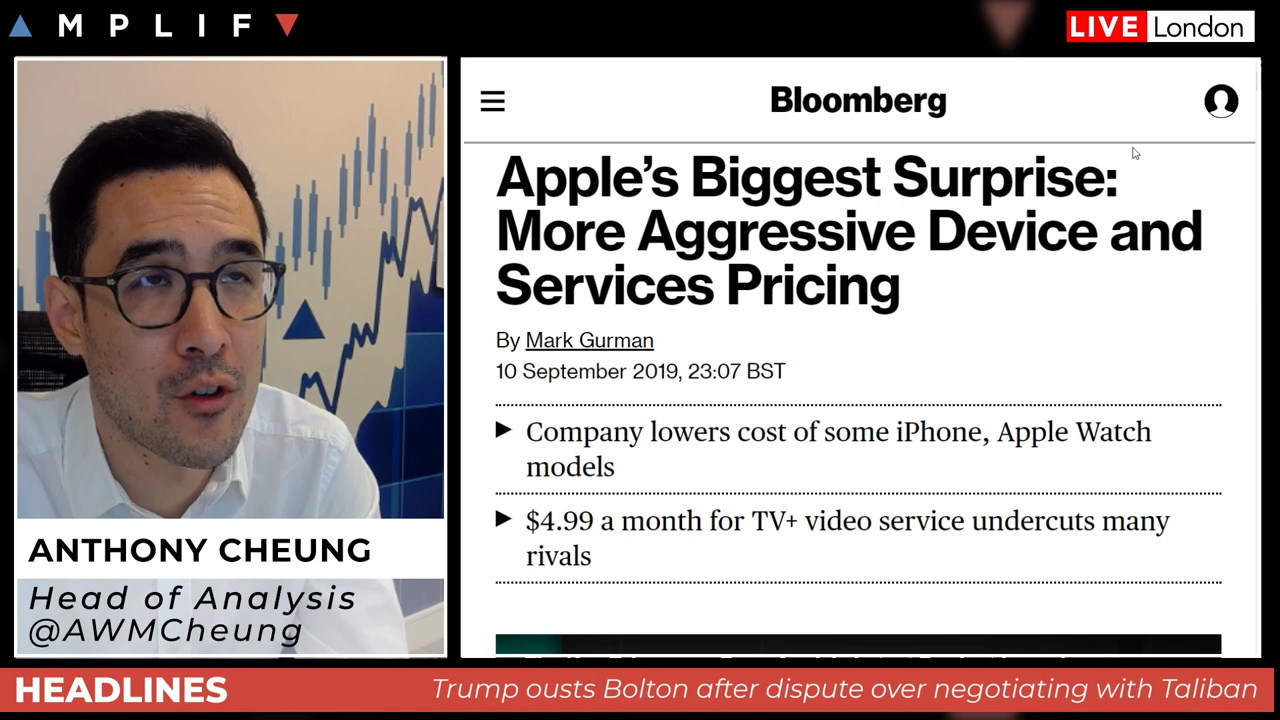 AMPLIFY
LIVE London
Bloomberg
Apple's Biggest Surprise:
More Aggressive Device and
Services Pricing
By Mark Gurman
10 September 2019, 23:07 BST
Company lowers cost of some iPhone, Apple Watch
models
$4.99 a month for TV+ video service undercuts many
rivals
ANTHONY CHEUNG
Head of Analysis
@AWMCheung
HEADLINES
Trump ousts Bolton after dispute over negotiating with Taliban